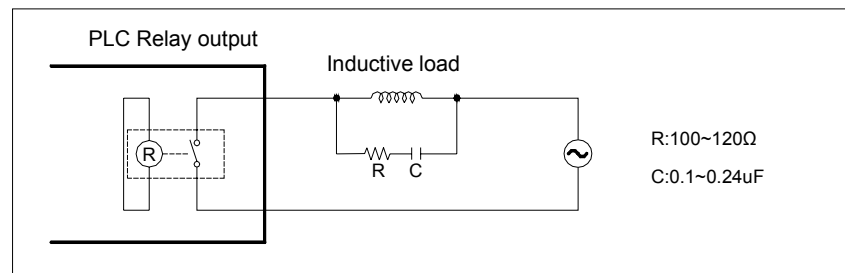 PLC Relay output
Inductive load
R
R C
R:100~120Ω
C:0.1~0.24uF